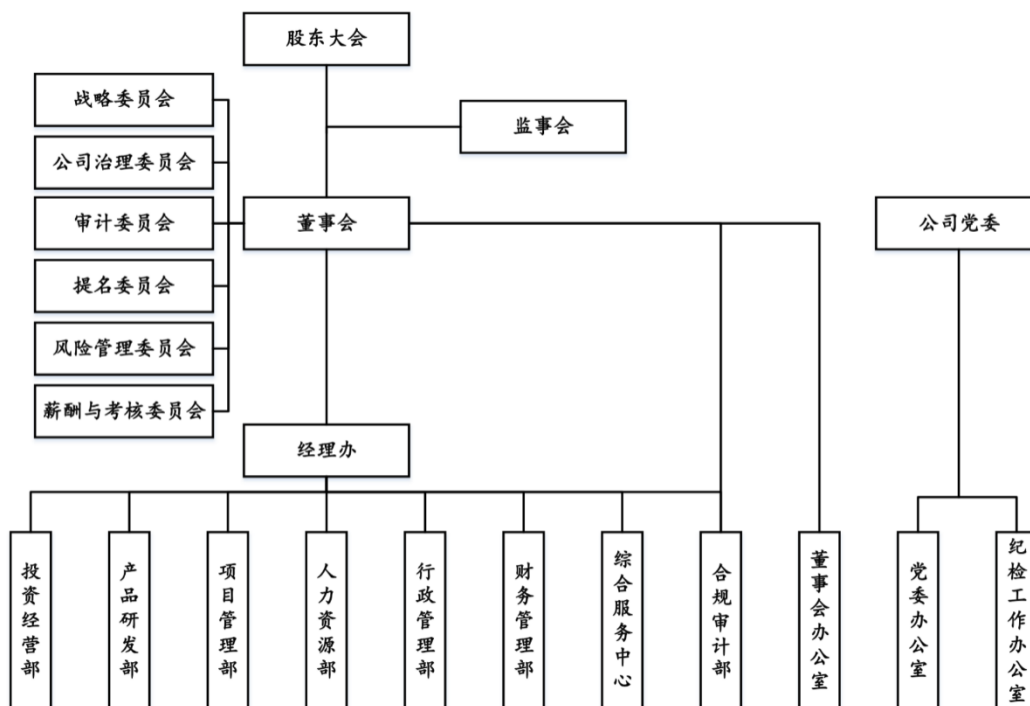 股东大会
战略委员会
监事会
公司治理委员会
审计委员会
董事会
公司党委
提名委员会
风险管理委员会
薪酬与考核委员会
经理办
投资经营部
产品研发部
项目管理部
人力资源部
行政管理部
财务管理部
综合服务中心
合规审计部
董事会办公室
党委办公室
纪检工作办公室